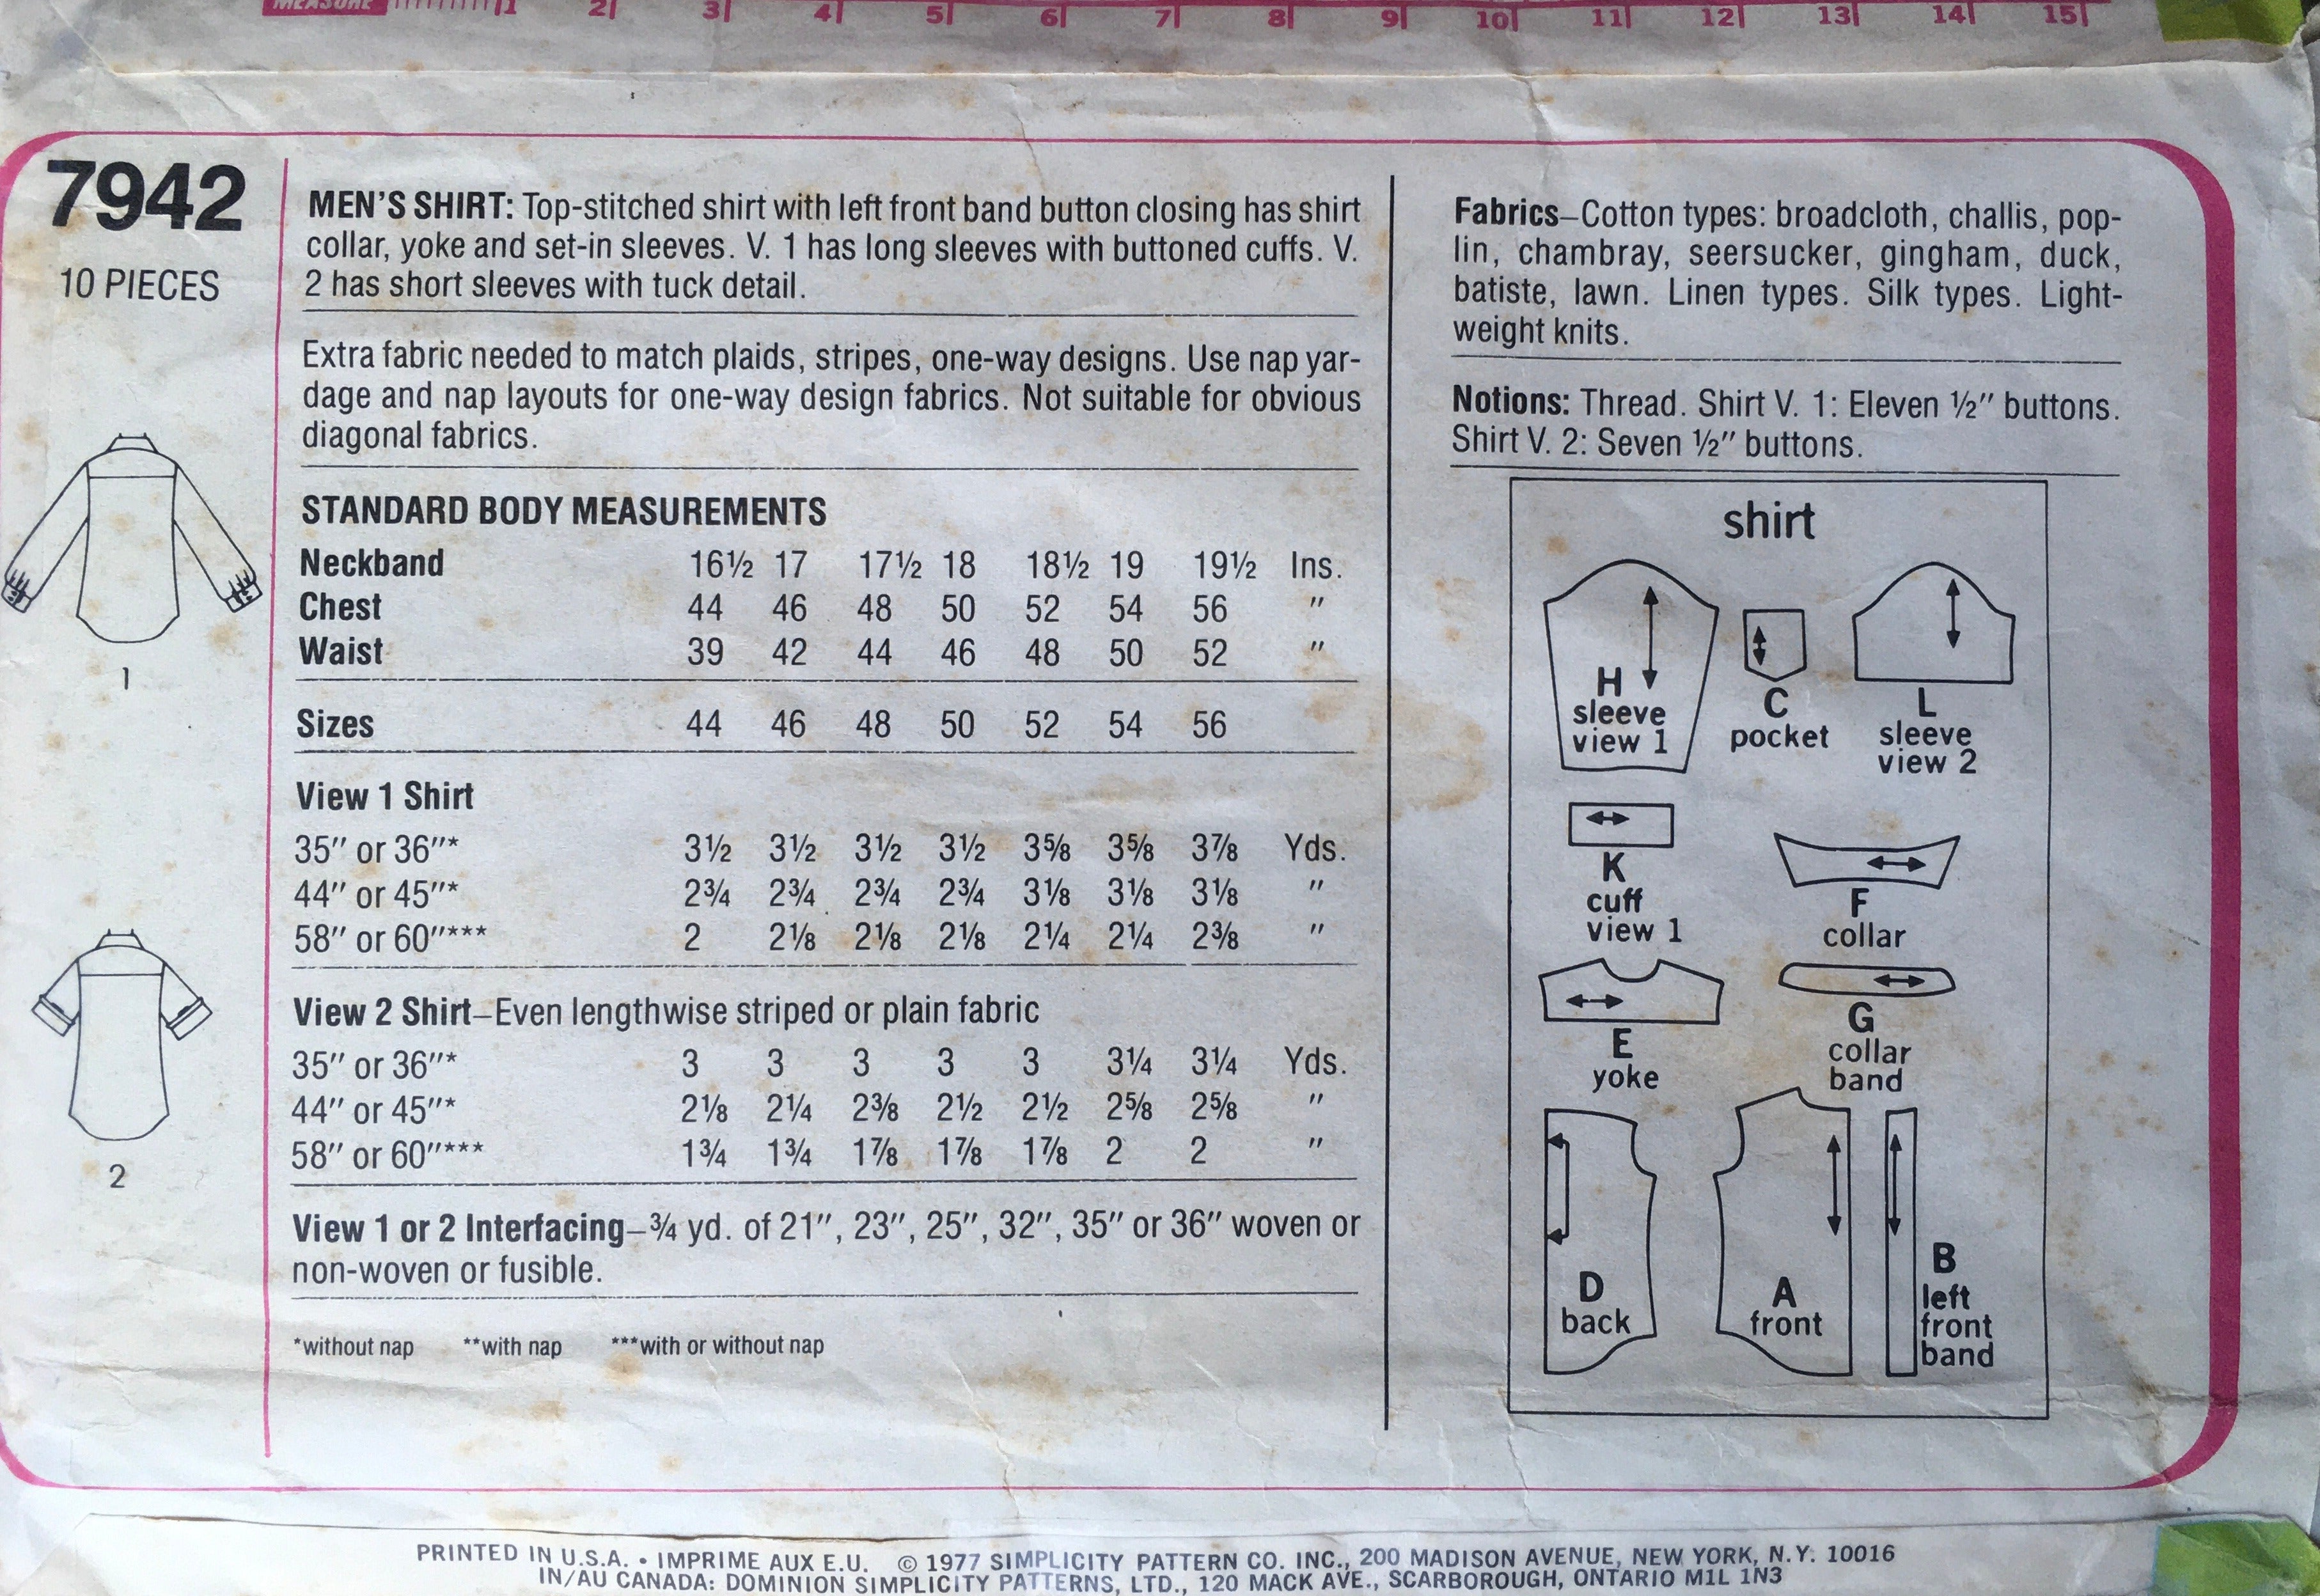 MEASURE 1 2 3 4 5 6 7 8 9 10 11 12 13 14 15
7942
10 PIECES
1
2
MEN'S SHIRT: Top-stitched shirt with left front band button closing has shirt
collar, yoke and set-in sleeves. V. 1 has long sleeves with buttoned cuffs. V.
2 has short sleeves with tuck detail.
Extra fabric needed to match plaids, stripes, one-way designs. Use nap yar-
dage and nap layouts for one-way design fabrics. Not suitable for obvious
diagonal fabrics.
STANDARD BODY MEASUREMENTS
Neckband 16½ 17 17½ 18 18½ 19 19½ Ins.
Chest 44 46 48 50 52 54 56 "
Waist 39 42 44 46 48 50 52 "
Sizes 44 46 48 50 52 54 56
View 1 Shirt
35" or 36"* 3½ 3½ 3½ 3½ 3⅝ 3⅝ 3⅞ Yds.
44" or 45"* 2¾ 2¾ 2¾ 2¾ 3⅛ 3⅛ 3⅛ "
58" or 60"*** 2 2⅛ 2⅛ 2⅛ 2¼ 2¼ 2⅜ "
View 2 Shirt–Even lengthwise striped or plain fabric
35" or 36"* 3 3 3 3 3 3¼ 3¼ Yds.
44" or 45"* 2⅛ 2¼ 2⅜ 2½ 2½ 2⅝ 2⅝ "
58" or 60"*** 1¾ 1¾ 1⅞ 1⅞ 1⅞ 2 2 "
View 1 or 2 Interfacing–¾ yd. of 21", 23", 25", 32", 35" or 36" woven or
non-woven or fusible.
*without nap **with nap ***with or without nap
Fabrics–Cotton types: broadcloth, challis, pop-
lin, chambray, seersucker, gingham, duck,
batiste, lawn. Linen types. Silk types. Light-
weight knits.
Notions: Thread. Shirt V. 1: Eleven ½" buttons.
Shirt V. 2: Seven ½" buttons.
shirt
H
sleeve
view 1
C
pocket
L
sleeve
view 2
K
cuff
view 1
F
collar
E
yoke
G
collar
band
D
back
A
front
B
left
front
band
PRINTED IN U.S.A. • IMPRIME AUX E.U. © 1977 SIMPLICITY PATTERN CO. INC., 200 MADISON AVENUE, NEW YORK, N.Y. 10016
IN/AU CANADA: DOMINION SIMPLICITY PATTERNS, LTD., 120 MACK AVE., SCARBOROUGH, ONTARIO M1L 1N3